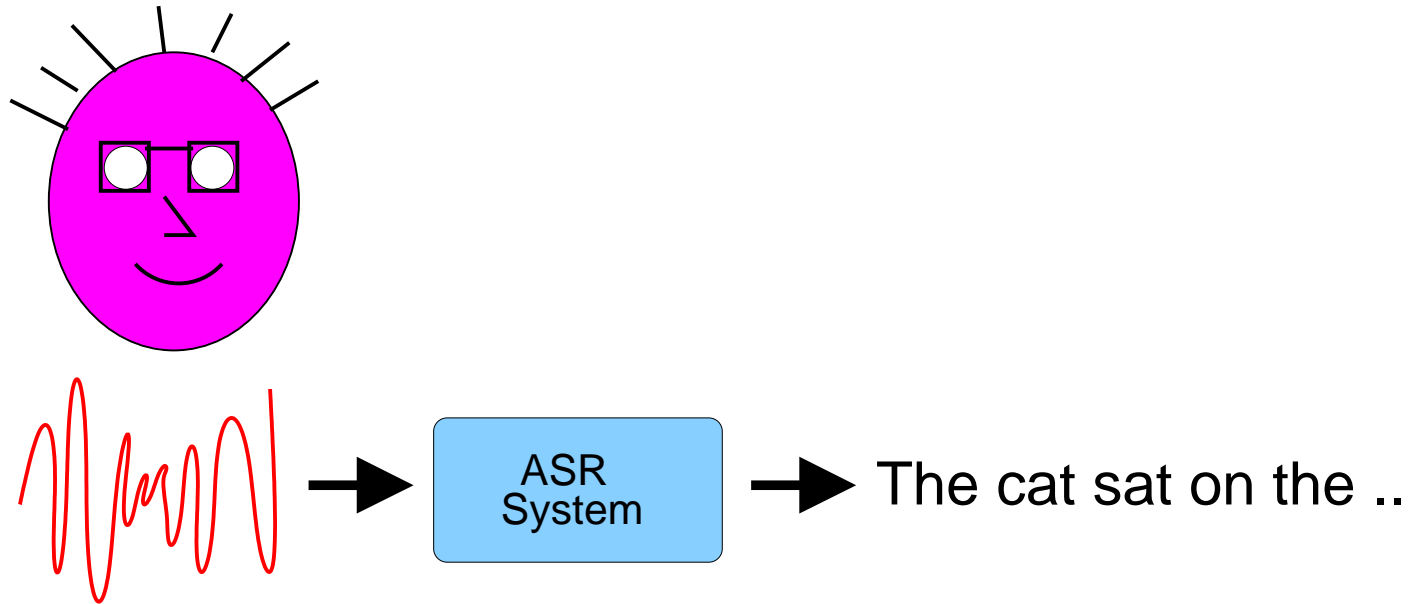 ASR
System
The cat sat on the ..